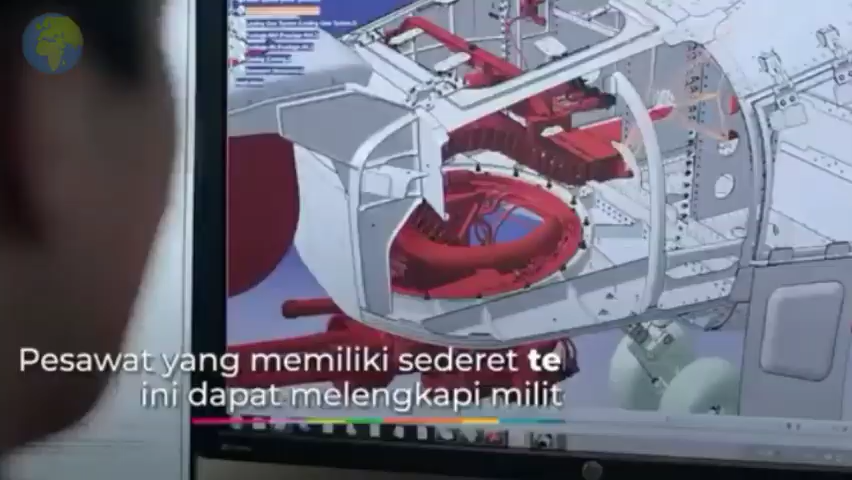 Pesawat yang memiliki sederet te
ini dapat melengkapi milit